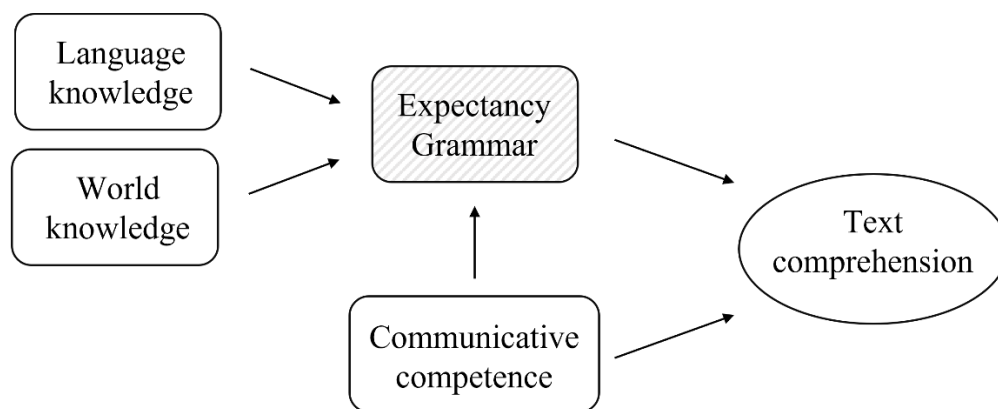 Language
knowledge
World
knowledge
Expectancy
Grammar
Communicative
competence
Text
comprehension